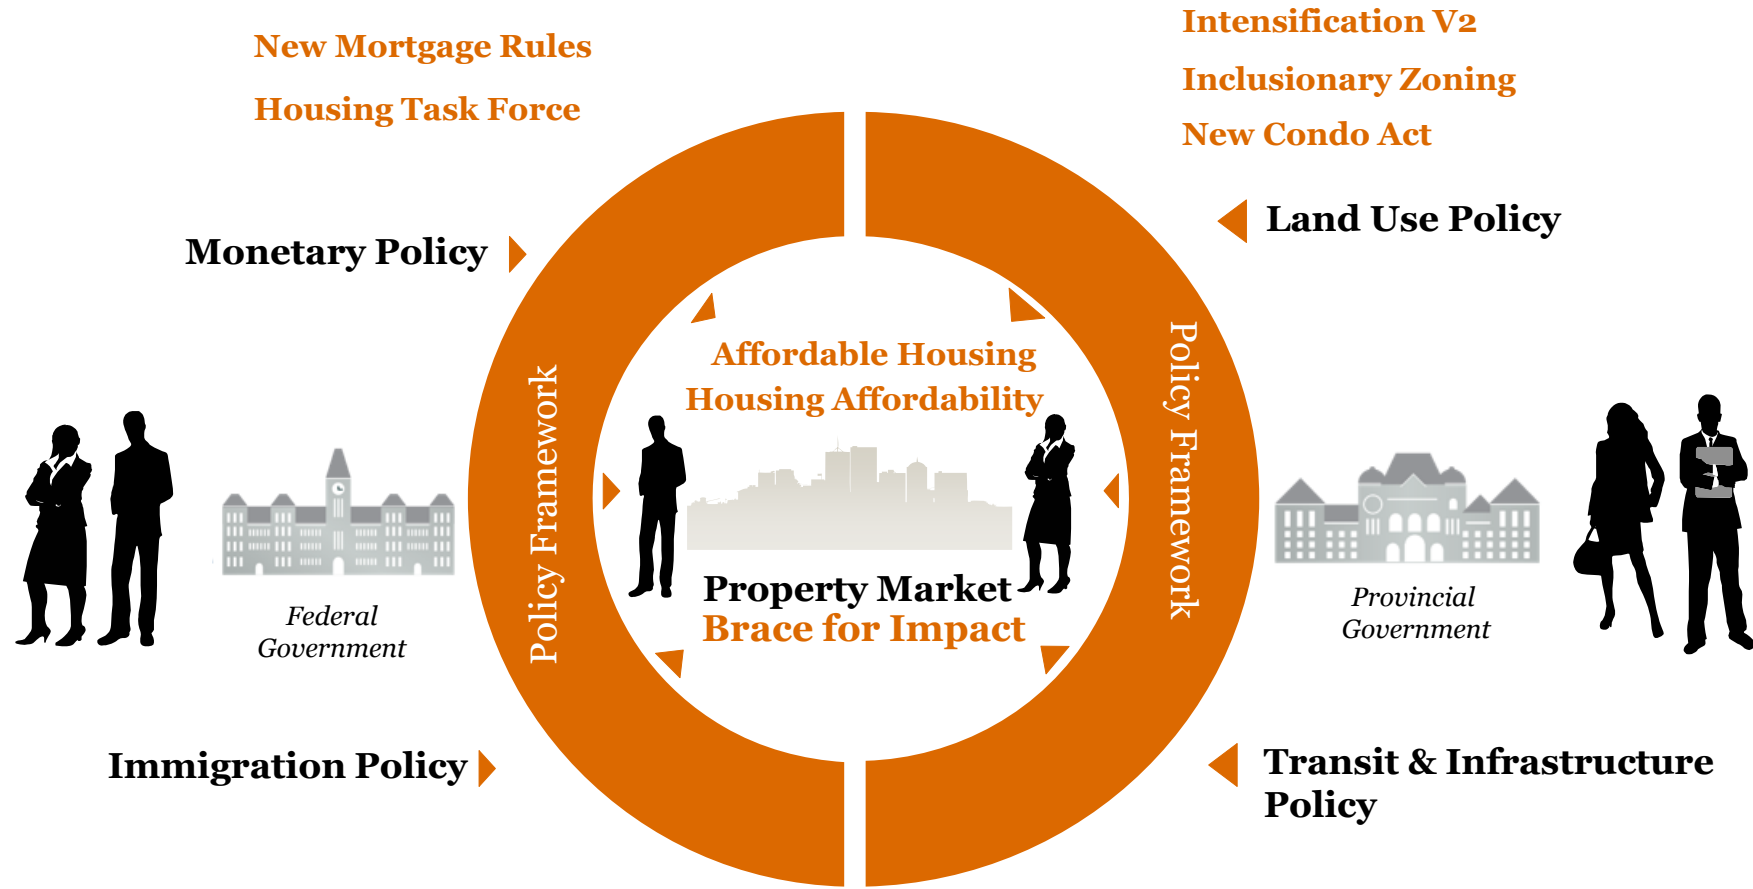 New Mortgage Rules
Housing Task Force
Monetary Policy
Federal
Government
Immigration Policy
Policy Framework
Affordable Housing
Housing Affordability
Property Market
Brace for Impact
Policy Framework
Intensification V2
Inclusionary Zoning
New Condo Act
Land Use Policy
Provincial
Government
Transit & Infrastructure
Policy